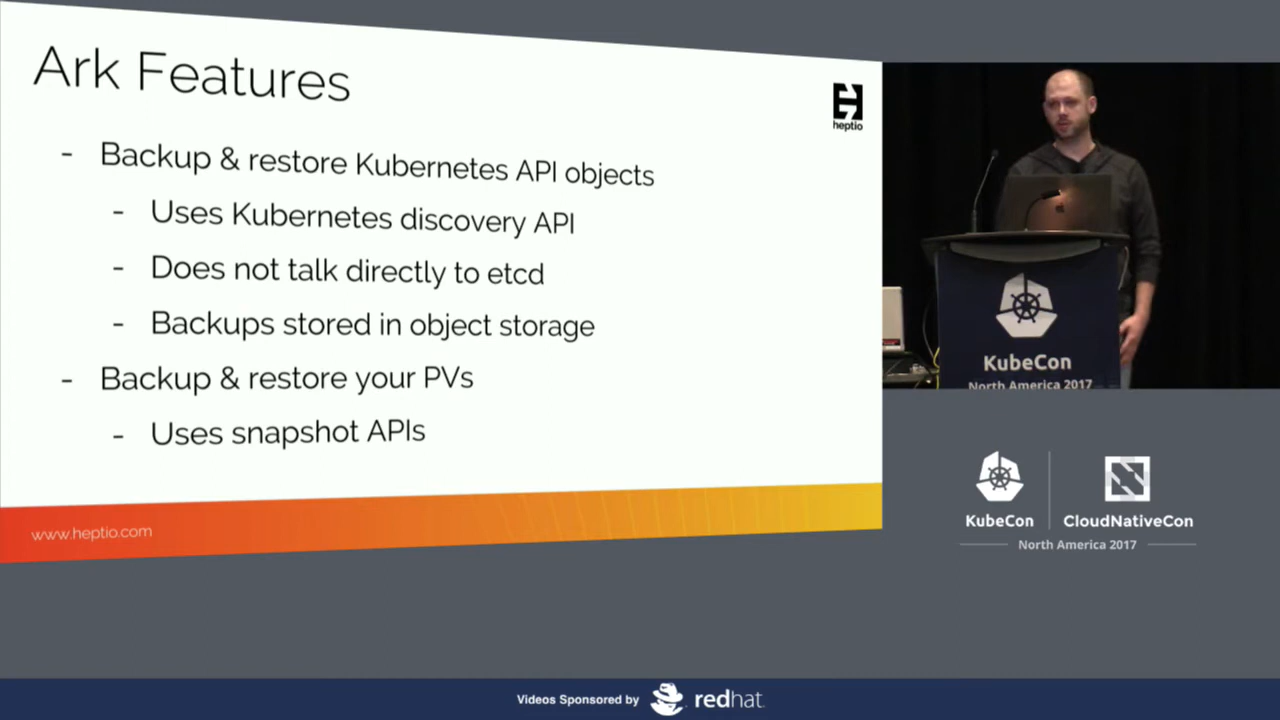 Ark Features
heptio
- Backup & restore Kubernetes API objects
- Uses Kubernetes discovery API
- Does not talk directly to etcd
- Backups stored in object storage
- Backup & restore your PVs
- Uses snapshot APIs
www.heptio.com
KubeCon
North America 2017
KubeCon
CloudNativeCon
North America 2017
Videos Sponsored by redhat